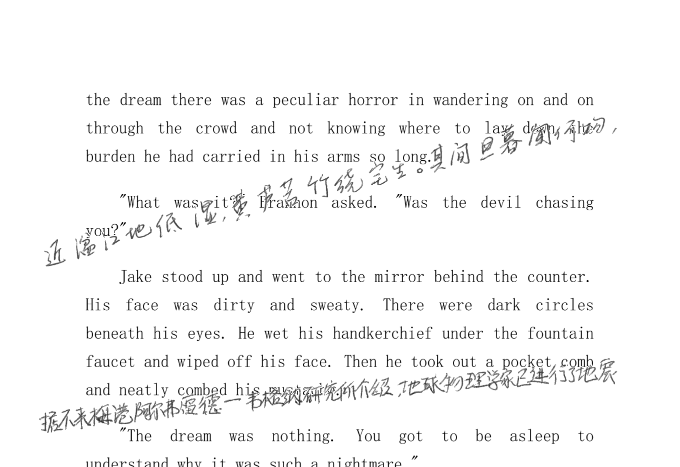 the dream there was a peculiar horror in wandering on and on
through the crowd and not knowing where to lay down the
burden he had carried in his arms so long.
近湓江地低湿，黄芦苦竹绕宅生。其间旦暮闻何物，
"What was it?" Brannon asked. "Was the devil chasing
you?"
Jake stood up and went to the mirror behind the counter.
His face was dirty and sweaty. There were dark circles
beneath his eyes. He wet his handkerchief under the fountain
faucet and wiped off his face. Then he took out a pocket comb
and neatly combed his
据不来梅港阿尔弗雷德一韦格纳研究所介绍,地球物理学家已进行了地震
"The dream was nothing. You got to be asleep to
understand why it was such a nightmare."